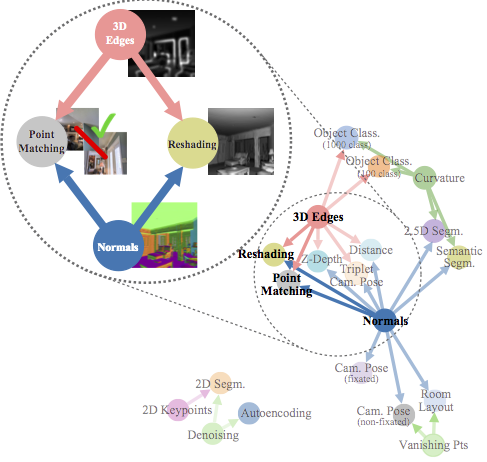 3D
Edges
Point
Matching
Reshading
Normals
Object Class.
(1000 class)
Object Class.
(100 class)
Curvature
3D Edges
2.5D Segm.
Reshading
Distance
Z-Depth
Semantic
Segm.
Triplet
Cam. Pose
Point
Matching
Normals
Cam. Pose
(fixated)
2D Segm.
Room
Layout
2D Keypoints
Autoencoding
Cam. Pose
(non-fixated)
Denoising
Vanishing Pts